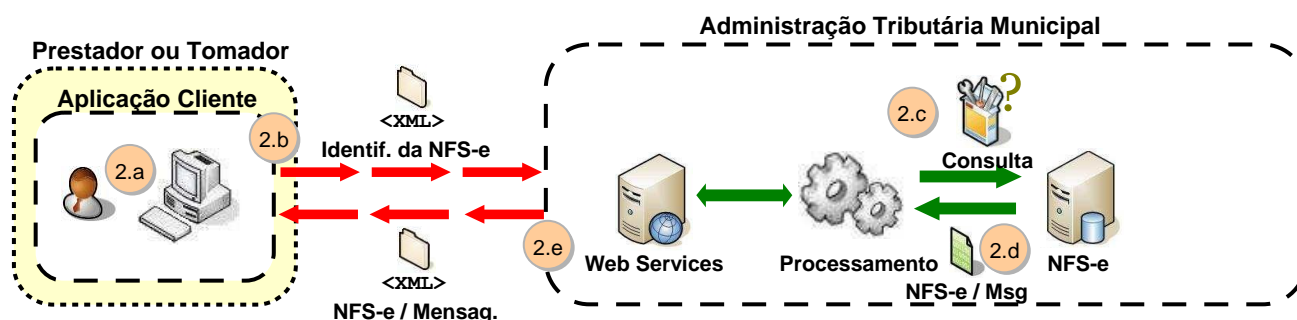 Administração Tributária Municipal
Prestador ou Tomador
Aplicação Cliente
2.a
2.b
<XML>
Identif. da NFS-e
2.c
?
Consulta
2.e
Web Services
Processamento
2.d
NFS-e
<XML>
NFS-e / Mensag.
NFS-e / Msg